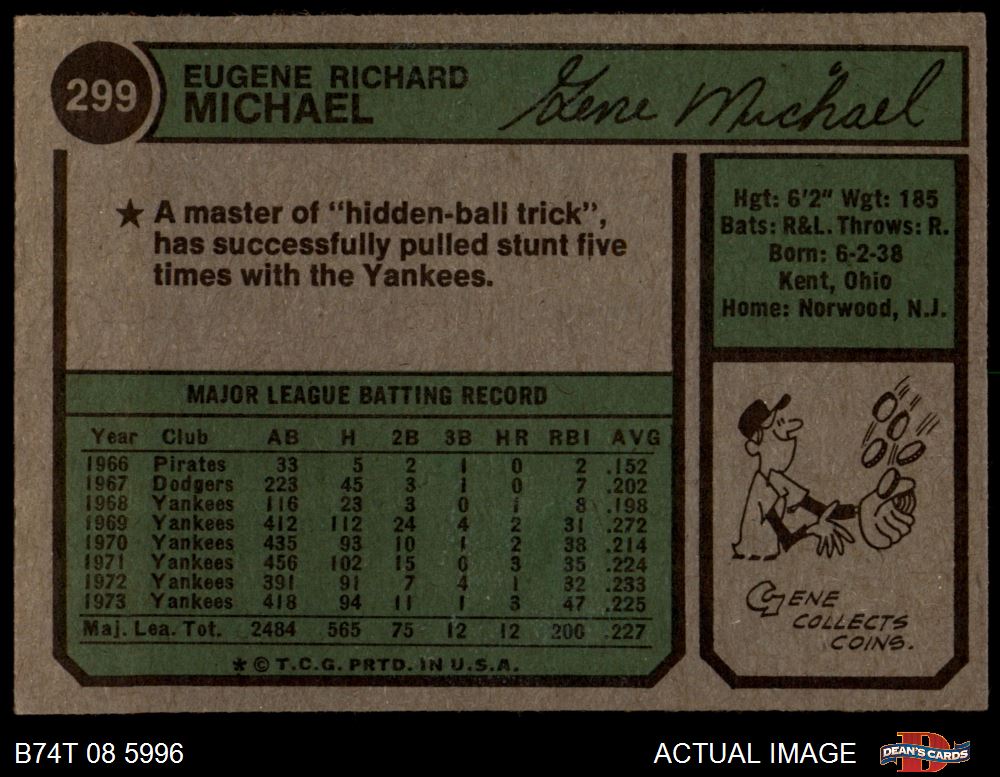 299
EUGENE RICHARD
MICHAEL
Gene Michael
★ A master of "hidden-ball trick",
has successfully pulled stunt five
times with the Yankees.
Hgt: 6'2" Wgt: 185
Bats: R&L. Throws: R.
Born: 6-2-38
Kent, Ohio
Home: Norwood, N.J.
MAJOR LEAGUE BATTING RECORD
Year Club AB H 2B 3B HR RBI AVG
1966 Pirates 33 5 2 1 0 2 .152
1967 Dodgers 223 45 3 1 0 7 .202
1968 Yankees 116 23 3 0 1 8 .198
1969 Yankees 412 112 24 4 2 31 .272
1970 Yankees 435 93 10 1 2 38 .214
1971 Yankees 456 102 15 0 3 35 .224
1972 Yankees 391 91 7 4 1 32 .233
1973 Yankees 418 94 11 1 3 47 .225
Maj. Lea. Tot. 2484 565 75 12 12 200 .227
* © T.C.G. PRTD. IN U.S.A.
GENE
COLLECTS
COINS.
B74T 08 5996
ACTUAL IMAGE
DEAN'S CARDS